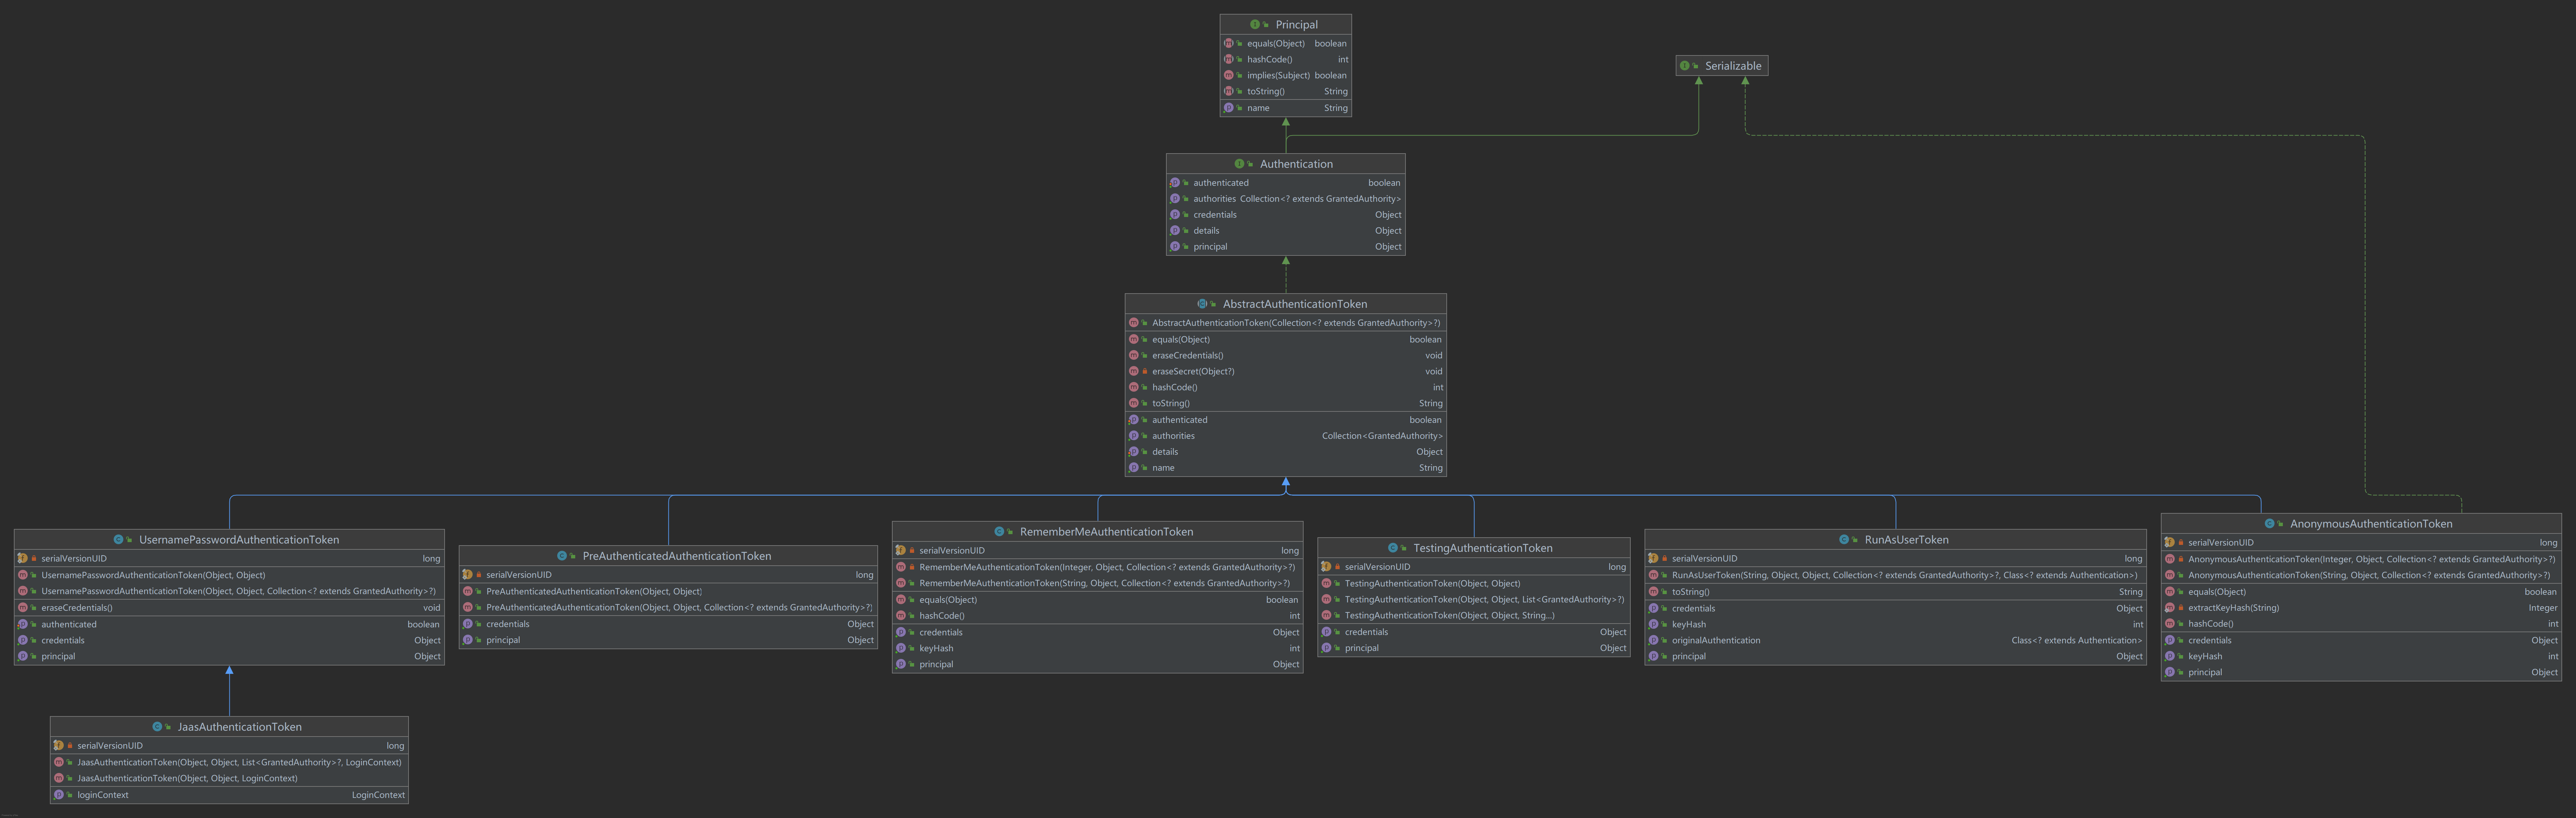 Principal
equals(Object) boolean
hashCode() int
implies(Subject) boolean
toString() String
name String
Serializable
Authentication
authenticated boolean
authorities Collection<? extends GrantedAuthority>
credentials Object
details Object
principal Object
AbstractAuthenticationToken
AbstractAuthenticationToken(Collection<? extends GrantedAuthority>?)
equals(Object) boolean
eraseCredentials() void
eraseSecret(Object?) void
hashCode() int
toString() String
authenticated boolean
authorities Collection<GrantedAuthority>
details Object
name String
UsernamePasswordAuthenticationToken
serialVersionUID long
UsernamePasswordAuthenticationToken(Object, Object)
UsernamePasswordAuthenticationToken(Object, Object, Collection<? extends GrantedAuthority>?)
eraseCredentials() void
authenticated boolean
credentials Object
principal Object
PreAuthenticatedAuthenticationToken
serialVersionUID long
PreAuthenticatedAuthenticationToken(Object, Object)
PreAuthenticatedAuthenticationToken(Object, Object, Collection<? extends GrantedAuthority>?)
credentials Object
principal Object
RememberMeAuthenticationToken
serialVersionUID long
RememberMeAuthenticationToken(Integer, Object, Collection<? extends GrantedAuthority>?)
RememberMeAuthenticationToken(String, Object, Collection<? extends GrantedAuthority>?)
equals(Object) boolean
hashCode() int
credentials Object
keyHash int
principal Object
TestingAuthenticationToken
serialVersionUID long
TestingAuthenticationToken(Object, Object)
TestingAuthenticationToken(Object, Object, List<GrantedAuthority>?)
TestingAuthenticationToken(Object, Object, String...)
credentials Object
principal Object
RunAsUserToken
serialVersionUID long
RunAsUserToken(String, Object, Object, Collection<? extends GrantedAuthority>?, Class<? extends Authentication>)
toString() String
credentials Object
keyHash int
originalAuthentication Class<? extends Authentication>
principal Object
AnonymousAuthenticationToken
serialVersionUID long
AnonymousAuthenticationToken(Integer, Object, Collection<? extends GrantedAuthority>?)
AnonymousAuthenticationToken(String, Object, Collection<? extends GrantedAuthority>?)
equals(Object) boolean
extractKeyHash(String) Integer
hashCode() int
credentials Object
keyHash int
principal Object
JaasAuthenticationToken
serialVersionUID long
JaasAuthenticationToken(Object, Object, List<GrantedAuthority>?, LoginContext)
JaasAuthenticationToken(Object, Object, LoginContext)
loginContext LoginContext